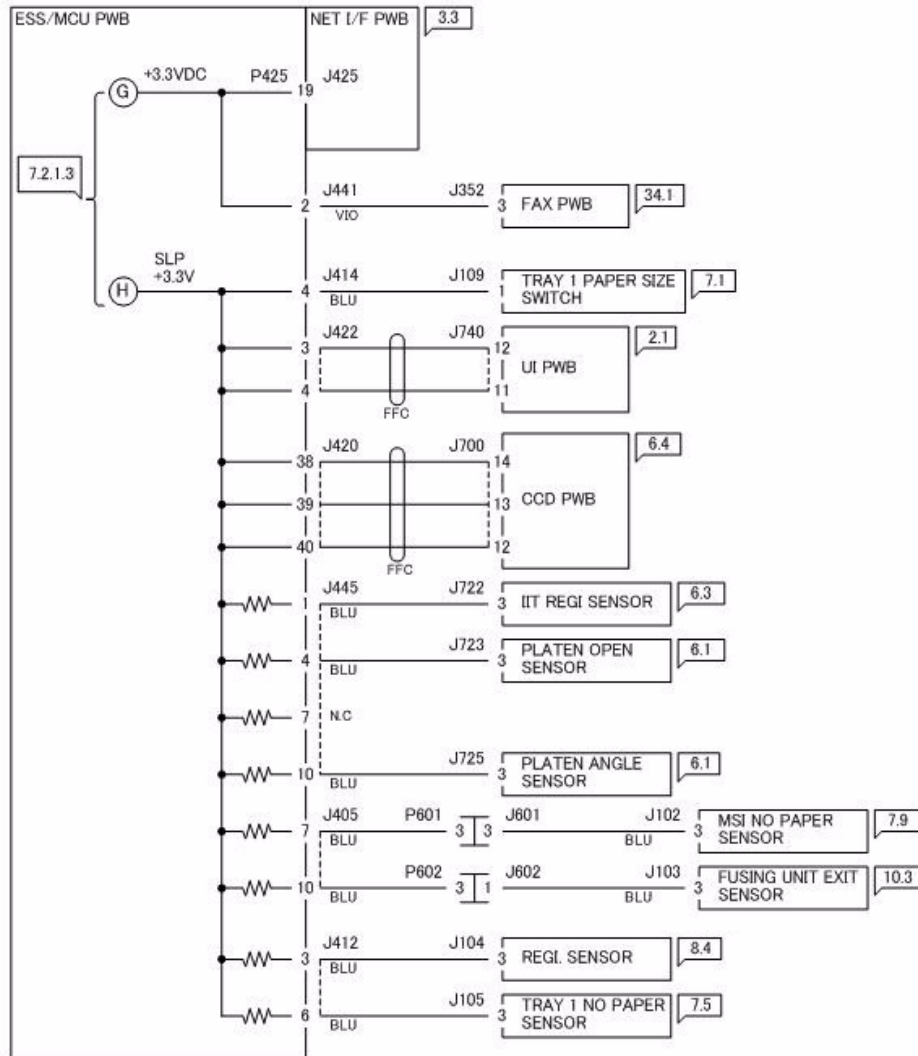 ESS/MCU PWB NET I/F PWB 3.3
G +3.3VDC P425 19 J425
7.2.1.3
2 J441 VIO J352 3 FAX PWB 34.1
H SLP
+3.3V
4 J414 BLU J109 1 TRAY 1 PAPER SIZE
SWITCH 7.1
3 J422 J740 12 UI PWB 2.1
4 FFC 11
38 J420 J700 14 CCD PWB 6.4
39 13
40 FFC 12
1 J445 BLU J722 3 IIT REGI SENSOR 6.3
4 BLU J723 3 PLATEN OPEN
SENSOR 6.1
7 N.C
10 BLU J725 3 PLATEN ANGLE
SENSOR 6.1
7 J405 BLU P601 3 3 J601 BLU J102 3 MSI NO PAPER
SENSOR 7.9
10 BLU P602 3 1 J602 BLU J103 3 FUSING UNIT EXIT
SENSOR 10.3
3 J412 BLU J104 3 REGI. SENSOR 8.4
6 BLU J105 3 TRAY 1 NO PAPER
SENSOR 7.5